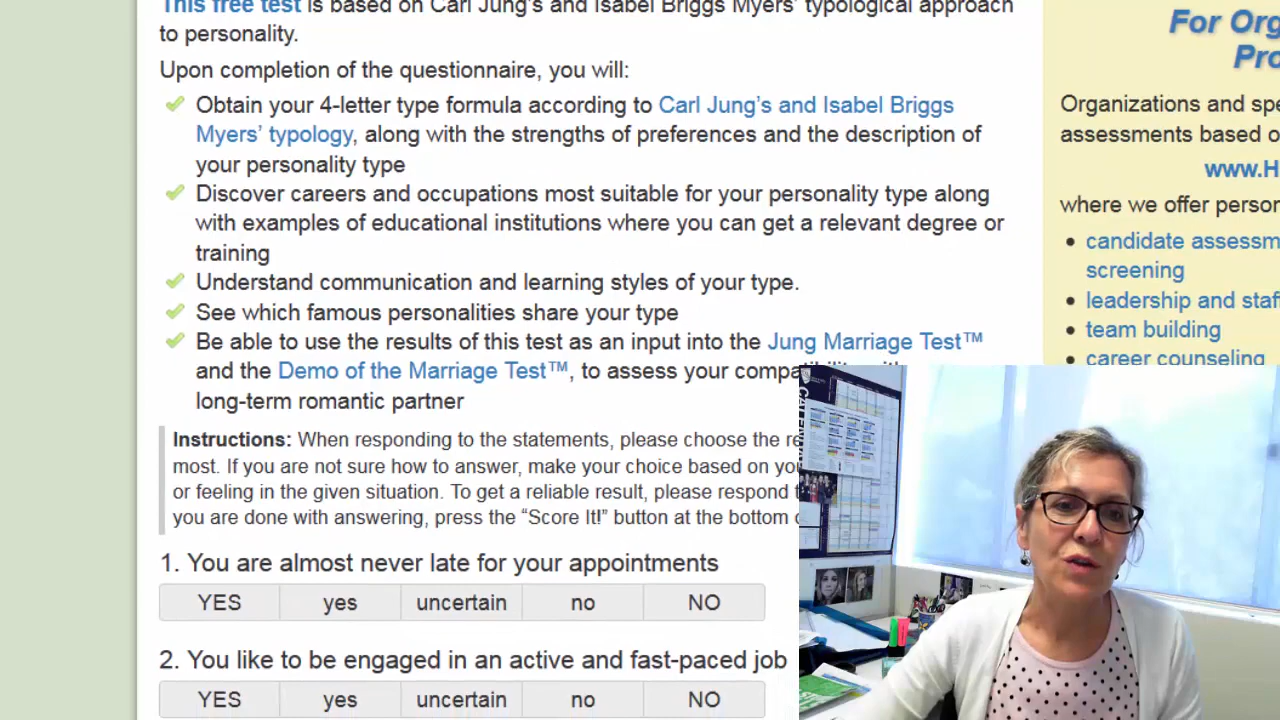 This free test is based on Carl Jung's and Isabel Briggs Myers' typological approach
to personality.
Upon completion of the questionnaire, you will:
Obtain your 4-letter type formula according to Carl Jung's and Isabel Briggs
Myers' typology, along with the strengths of preferences and the description of
your personality type
Discover careers and occupations most suitable for your personality type along
with examples of educational institutions where you can get a relevant degree or
training
Understand communication and learning styles of your type.
See which famous personalities share your type
Be able to use the results of this test as an input into the Jung Marriage Test™
and the Demo of the Marriage Test™, to assess your
long-term romantic partner
Instructions: When responding to the statements, please choose the
most. If you are not sure how to answer, make your choice based on
or feeling in the given situation. To get a reliable result, please respond
you are done with answering, press the “Score It!” button at the bottom
1. You are almost never late for your appointments
YES yes uncertain no NO
2. You like to be engaged in an active and fast-paced job
YES yes uncertain no NO
For Org
Pro
Organizations and spe
assessments based o
www.H
where we offer person
candidate assessm
screening
leadership and staf
team building
career counseling